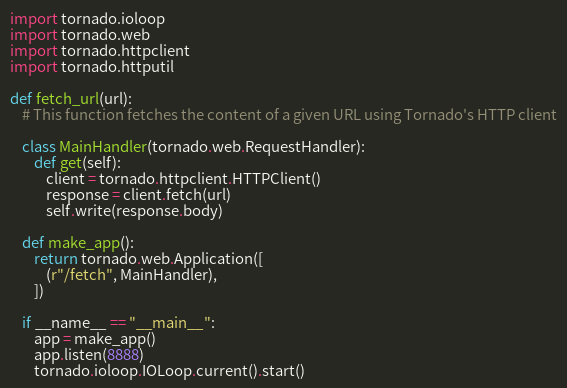 import tornado.ioloop
import tornado.web
import tornado.httpclient
import tornado.httputil

def fetch_url(url):
    # This function fetches the content of a given URL using Tornado's HTTP client

    class MainHandler(tornado.web.RequestHandler):
        def get(self):
            client = tornado.httpclient.HTTPClient()
            response = client.fetch(url)
            self.write(response.body)

    def make_app():
        return tornado.web.Application([
            (r"/fetch", MainHandler),
        ])

    if __name__ == "__main__":
        app = make_app()
        app.listen(8888)
        tornado.ioloop.IOLoop.current().start()